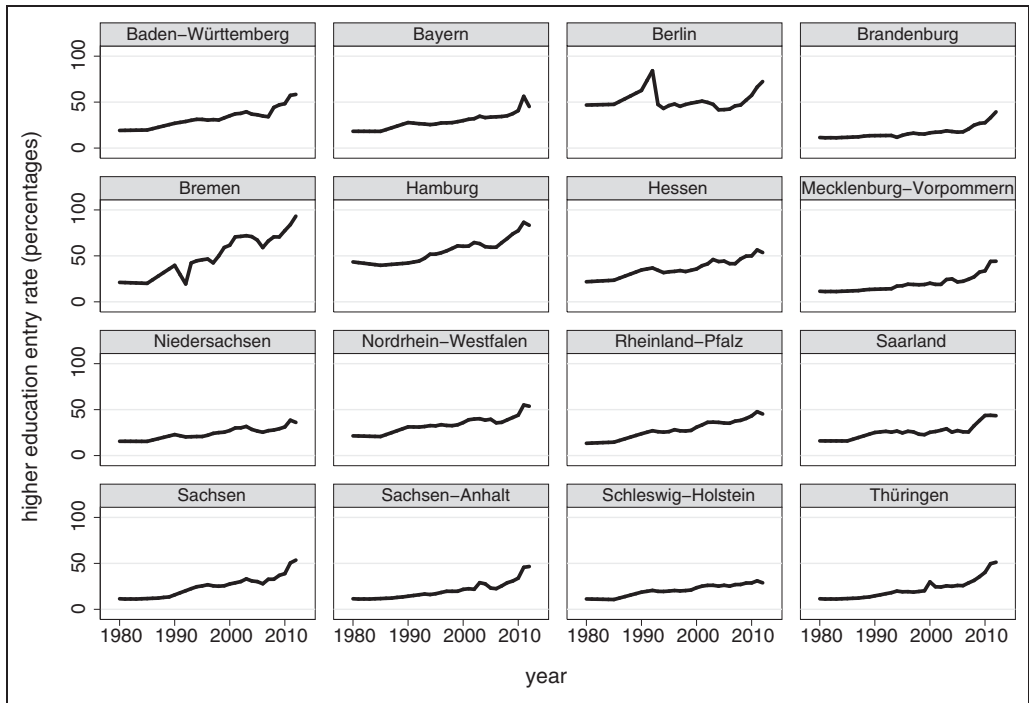 higher education entry rate (percentages)
Baden−Württemberg
Bayern
Berlin
Brandenburg
0 50 100
Bremen
Hamburg
Hessen
Mecklenburg−Vorpommern
0 50 100
Niedersachsen
Nordrhein−Westfalen
Rheinland−Pfalz
Saarland
0 50 100
Sachsen
Sachsen−Anhalt
Schleswig−Holstein
Thüringen
0 50 100
1980 1990 2000 2010
1980 1990 2000 2010
1980 1990 2000 2010
1980 1990 2000 2010
year